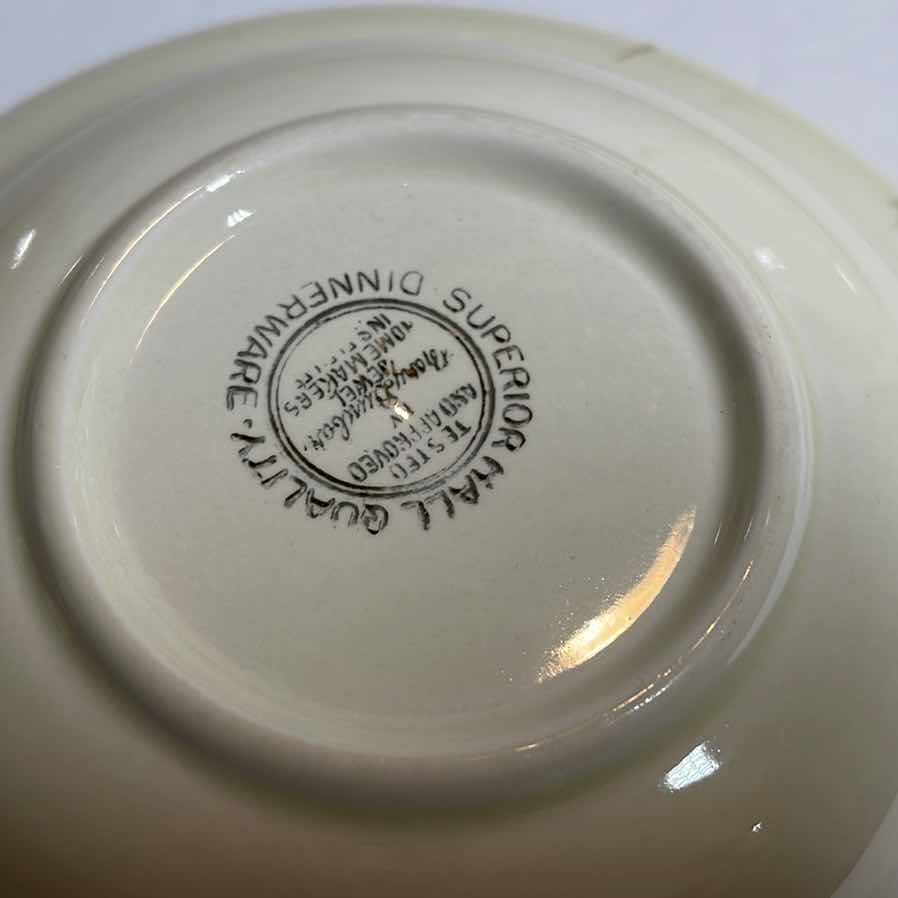 SUPERIOR HALL QUALITY · DINNERWARE
TESTED
AND APPROVED
BY
Mary Dunbar
JEWEL
HOMEMAKERS
INSTITUTE